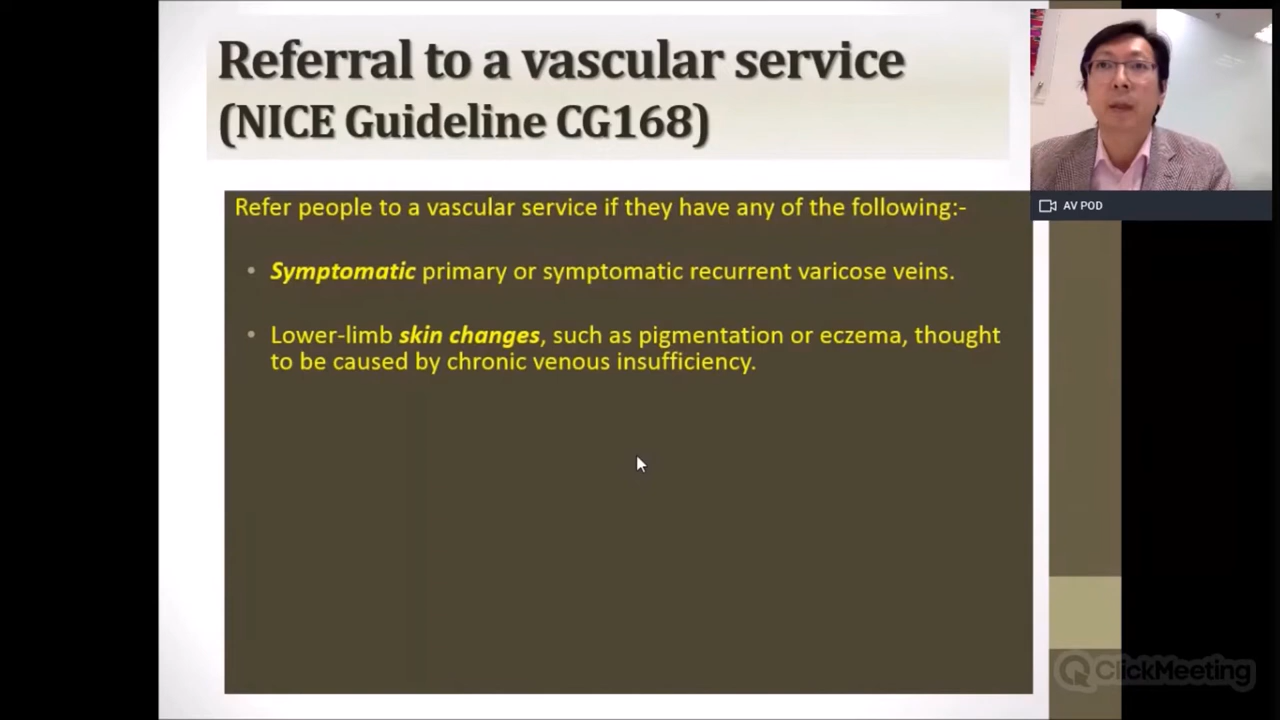 Referral to a vascular service
(NICE Guideline CG168)
AV POD
Refer people to a vascular service if they have any of the following:-
• Symptomatic primary or symptomatic recurrent varicose veins.
• Lower-limb skin changes, such as pigmentation or eczema, thought
to be caused by chronic venous insufficiency.
ClickMeeting